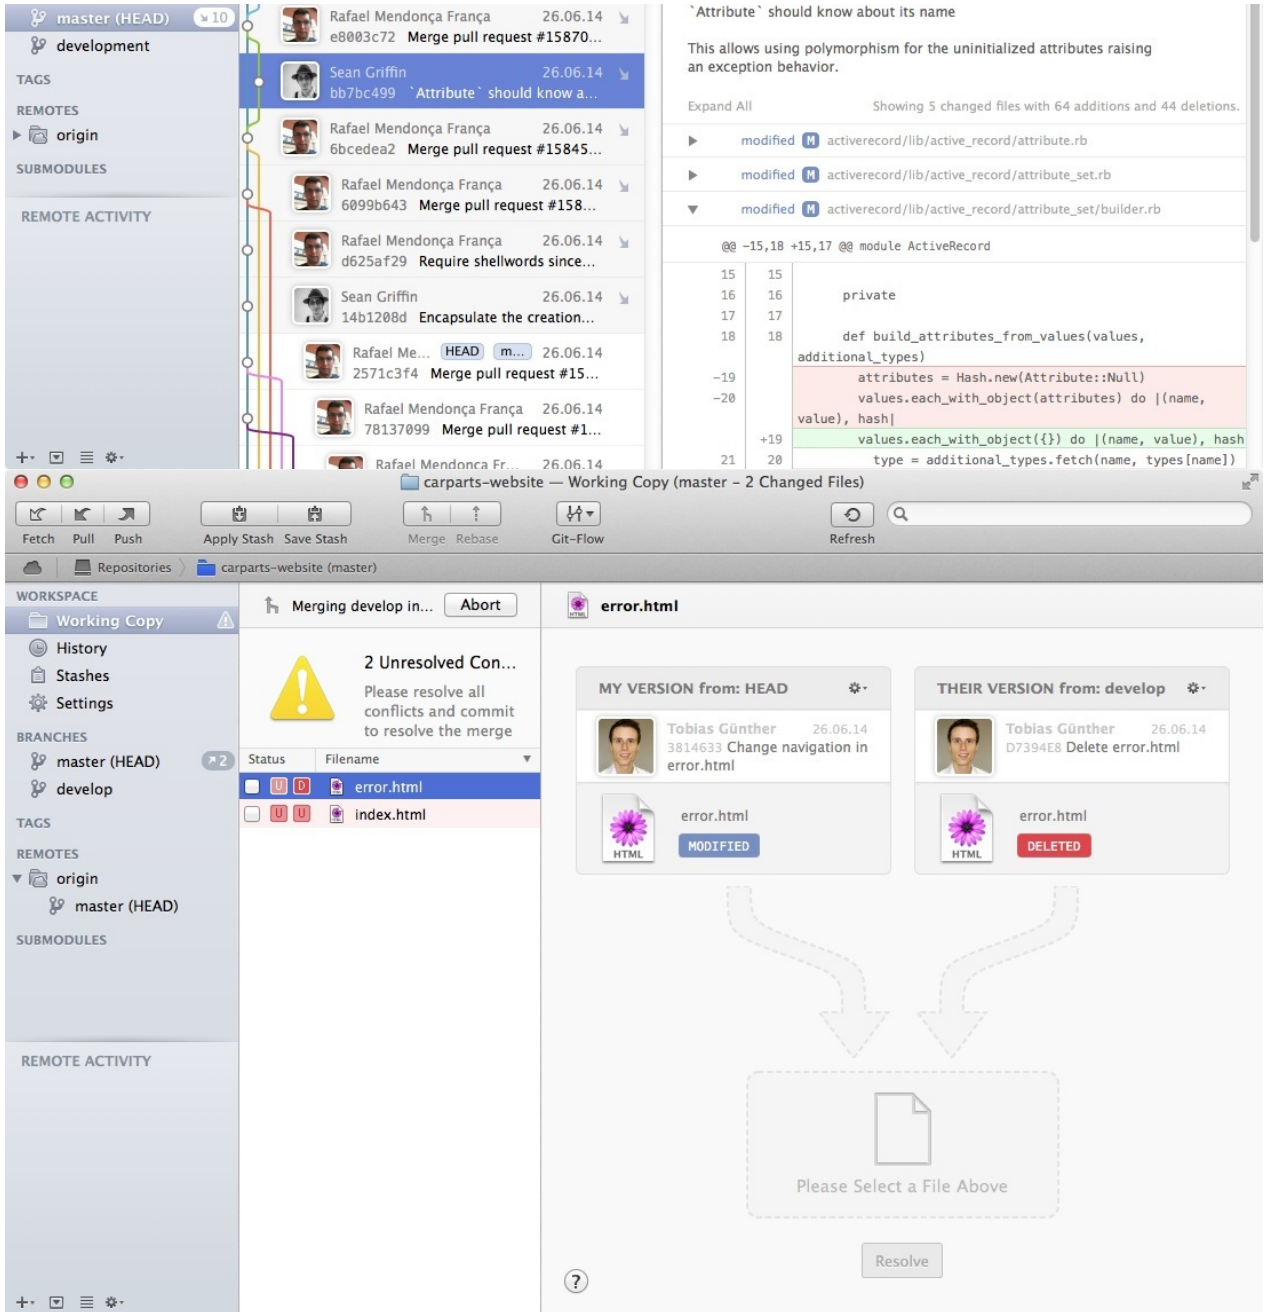 master (HEAD) 10
development
TAGS
REMOTES
origin
SUBMODULES
REMOTE ACTIVITY
Rafael Mendonça França 26.06.14
e8003c72 Merge pull request #15870...
Sean Griffin 26.06.14
bb7bc499 `Attribute` should know a...
Rafael Mendonça França 26.06.14
6bcedea2 Merge pull request #15845...
Rafael Mendonça França 26.06.14
6099b643 Merge pull request #158...
Rafael Mendonça França 26.06.14
d625af29 Require shellwords since...
Sean Griffin 26.06.14
14b1208d Encapsulate the creation...
Rafael Me... HEAD m... 26.06.14
2571c3f4 Merge pull request #15...
Rafael Mendonça França 26.06.14
78137099 Merge pull request #1...
Rafael Mendonça Fr... 26.06.14
`Attribute` should know about its name
This allows using polymorphism for the uninitialized attributes raising
an exception behavior.
Expand All Showing 5 changed files with 64 additions and 44 deletions.
modified M activerecord/lib/active_record/attribute.rb
modified M activerecord/lib/active_record/attribute_set.rb
modified M activerecord/lib/active_record/attribute_set/builder.rb
@@ -15,18 +15,17 @@ module ActiveRecord
15 15
16 16 private
17 17
18 18 def build_attributes_from_values(values,
additional_types)
-19 attributes = Hash.new(Attribute::Null)
-20 values.each_with_object(attributes) do |(name,
value), hash|
+19 values.each_with_object({}) do |(name, value), hash
21 20 type = additional_types.fetch(name, types[name])
carparts-website — Working Copy (master – 2 Changed Files)
Fetch Pull Push Apply Stash Save Stash Merge Rebase Git-Flow Refresh
Repositories carparts-website (master)
WORKSPACE
Working Copy
History
Stashes
Settings
BRANCHES
master (HEAD) 2
develop
TAGS
REMOTES
origin
master (HEAD)
SUBMODULES
REMOTE ACTIVITY
Merging develop in... Abort
2 Unresolved Con...
Please resolve all
conflicts and commit
to resolve the merge
Status Filename
U D error.html
U U index.html
error.html
MY VERSION from: HEAD
Tobias Günther 26.06.14
3814633 Change navigation in
error.html
HTML
error.html
MODIFIED
THEIR VERSION from: develop
Tobias Günther 26.06.14
D7394E8 Delete error.html
HTML
error.html
DELETED
Please Select a File Above
Resolve
?